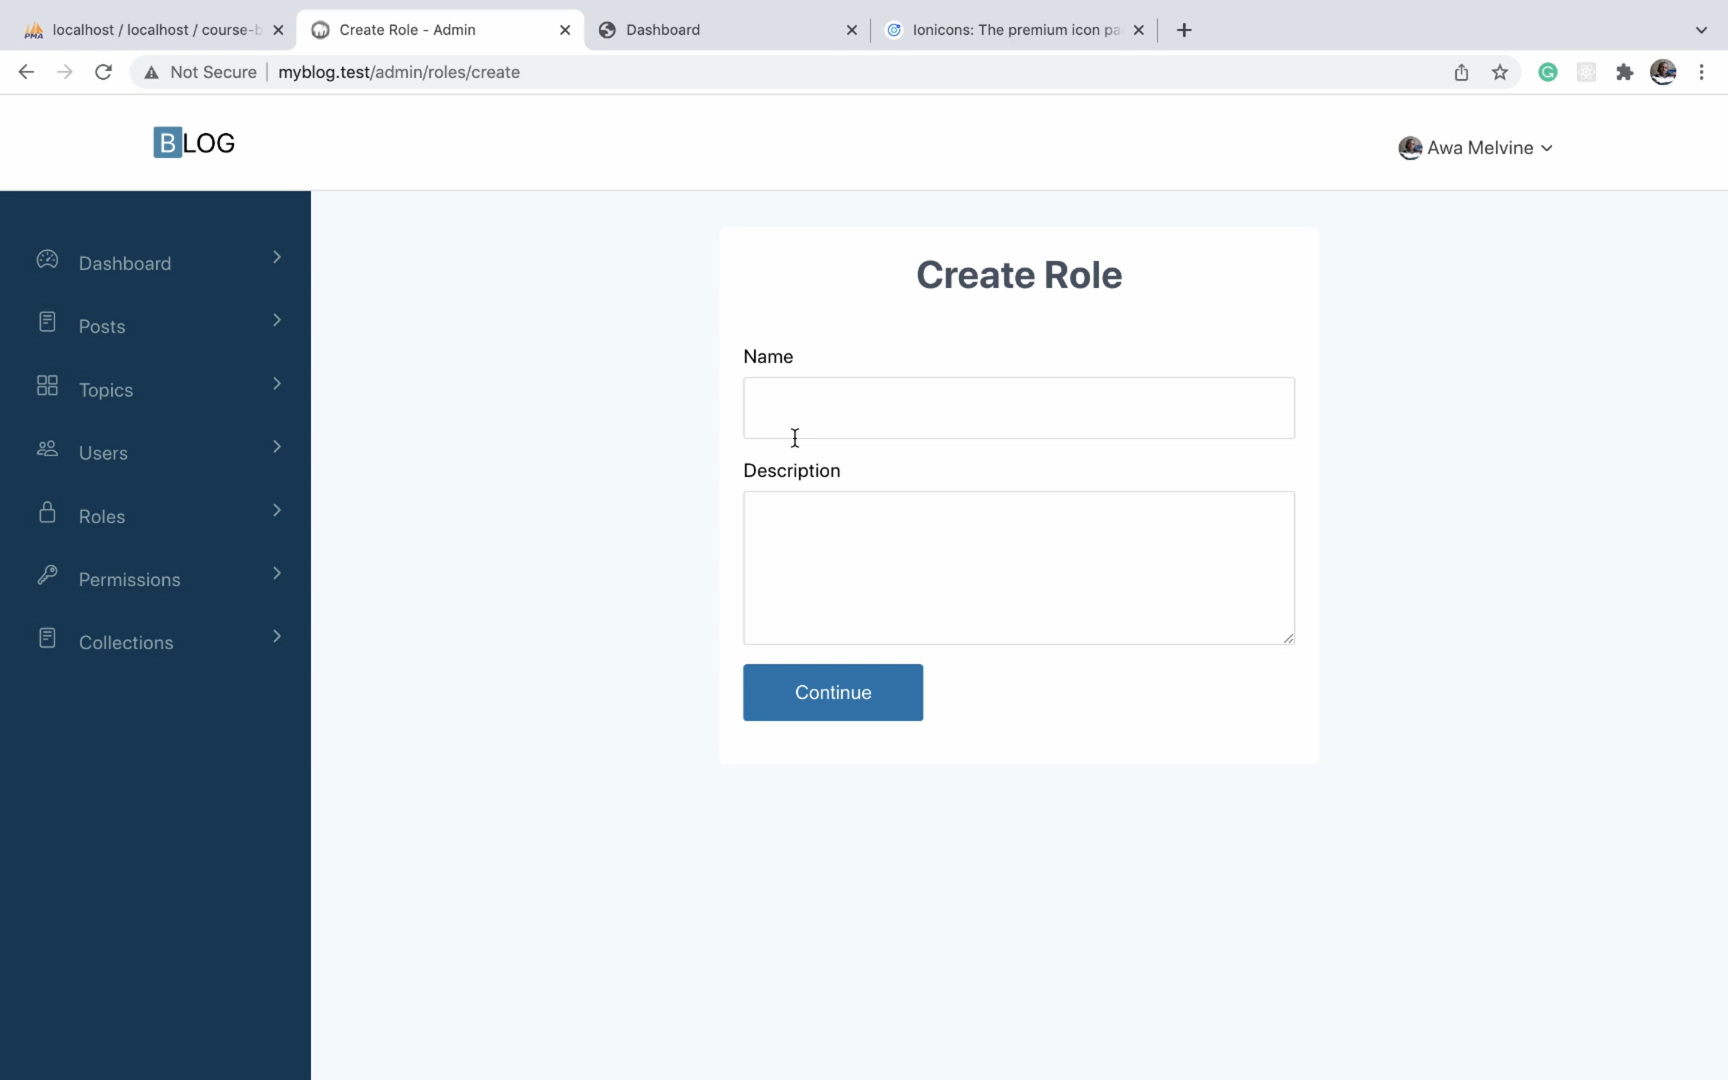 localhost / localhost / course-b
Create Role - Admin
Dashboard
Ionicons: The premium icon pa
Not Secure
myblog.test/admin/roles/create
BLOG
Awa Melvine
Dashboard
Posts
Topics
Users
Roles
Permissions
Collections
Create Role
Name
Description
Continue